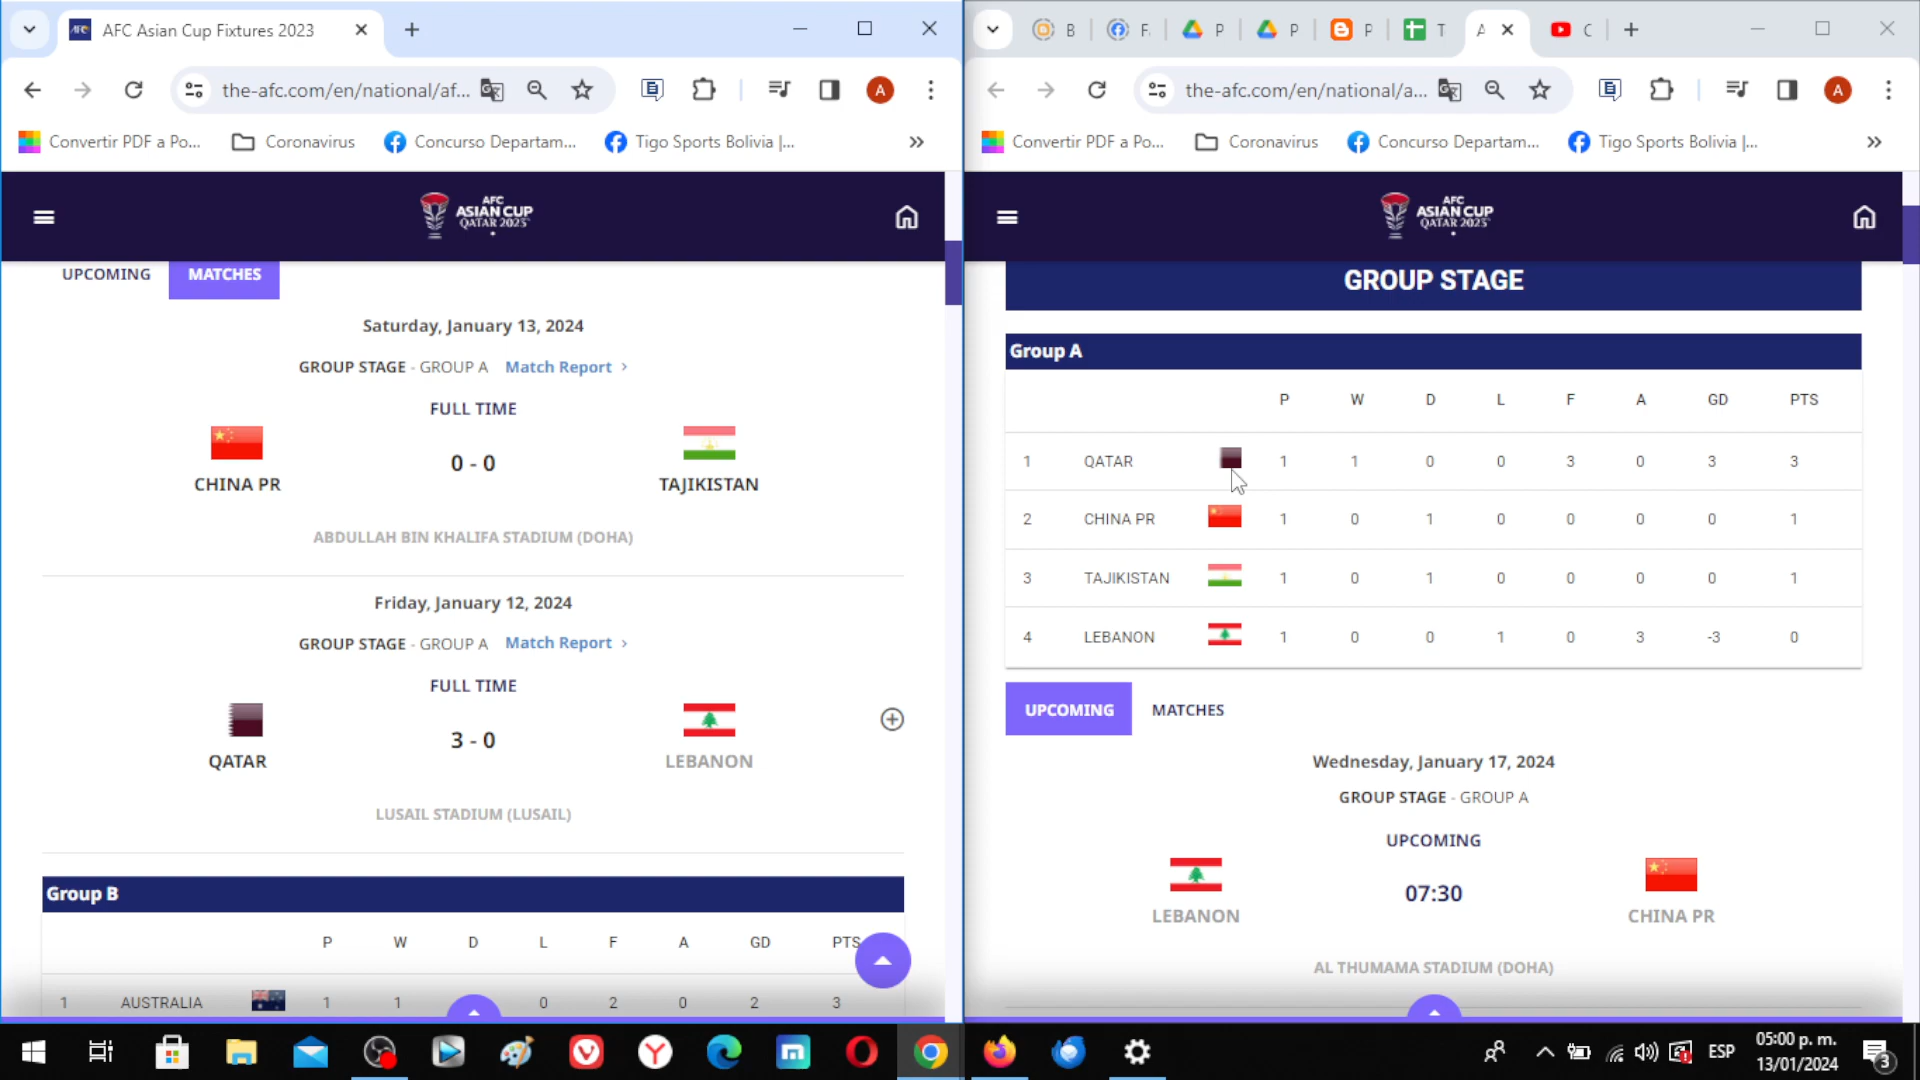 AFC Asian Cup Fixtures 2023
the-afc.com/en/national/af...
Convertir PDF a Po...
Coronavirus
Concurso Departam...
Tigo Sports Bolivia |...
AFC
ASIAN CUP
QATAR 2023
UPCOMING MATCHES
Saturday, January 13, 2024
GROUP STAGE - GROUP A Match Report
FULL TIME
0 - 0
CHINA PR TAJIKISTAN
ABDULLAH BIN KHALIFA STADIUM (DOHA)
Friday, January 12, 2024
GROUP STAGE - GROUP A Match Report
FULL TIME
3 - 0
QATAR LEBANON
LUSAIL STADIUM (LUSAIL)
Group B
P W D L F A GD PTS
1 AUSTRALIA 1 1 0 2 0 2 3
B F P P P T A C
the-afc.com/en/national/a...
A
Convertir PDF a Po...
Coronavirus
Concurso Departam...
Tigo Sports Bolivia |...
AFC
ASIAN CUP
QATAR 2023
GROUP STAGE
Group A
P W D L F A GD PTS
1 QATAR 1 1 0 0 3 0 3 3
2 CHINA PR 1 0 1 0 0 0 0 1
3 TAJIKISTAN 1 0 1 0 0 0 0 1
4 LEBANON 1 0 0 1 0 3 -3 0
UPCOMING MATCHES
Wednesday, January 17, 2024
GROUP STAGE - GROUP A
UPCOMING
07:30
LEBANON CHINA PR
AL THUMAMA STADIUM (DOHA)
ESP
05:00 p. m.
13/01/2024
3